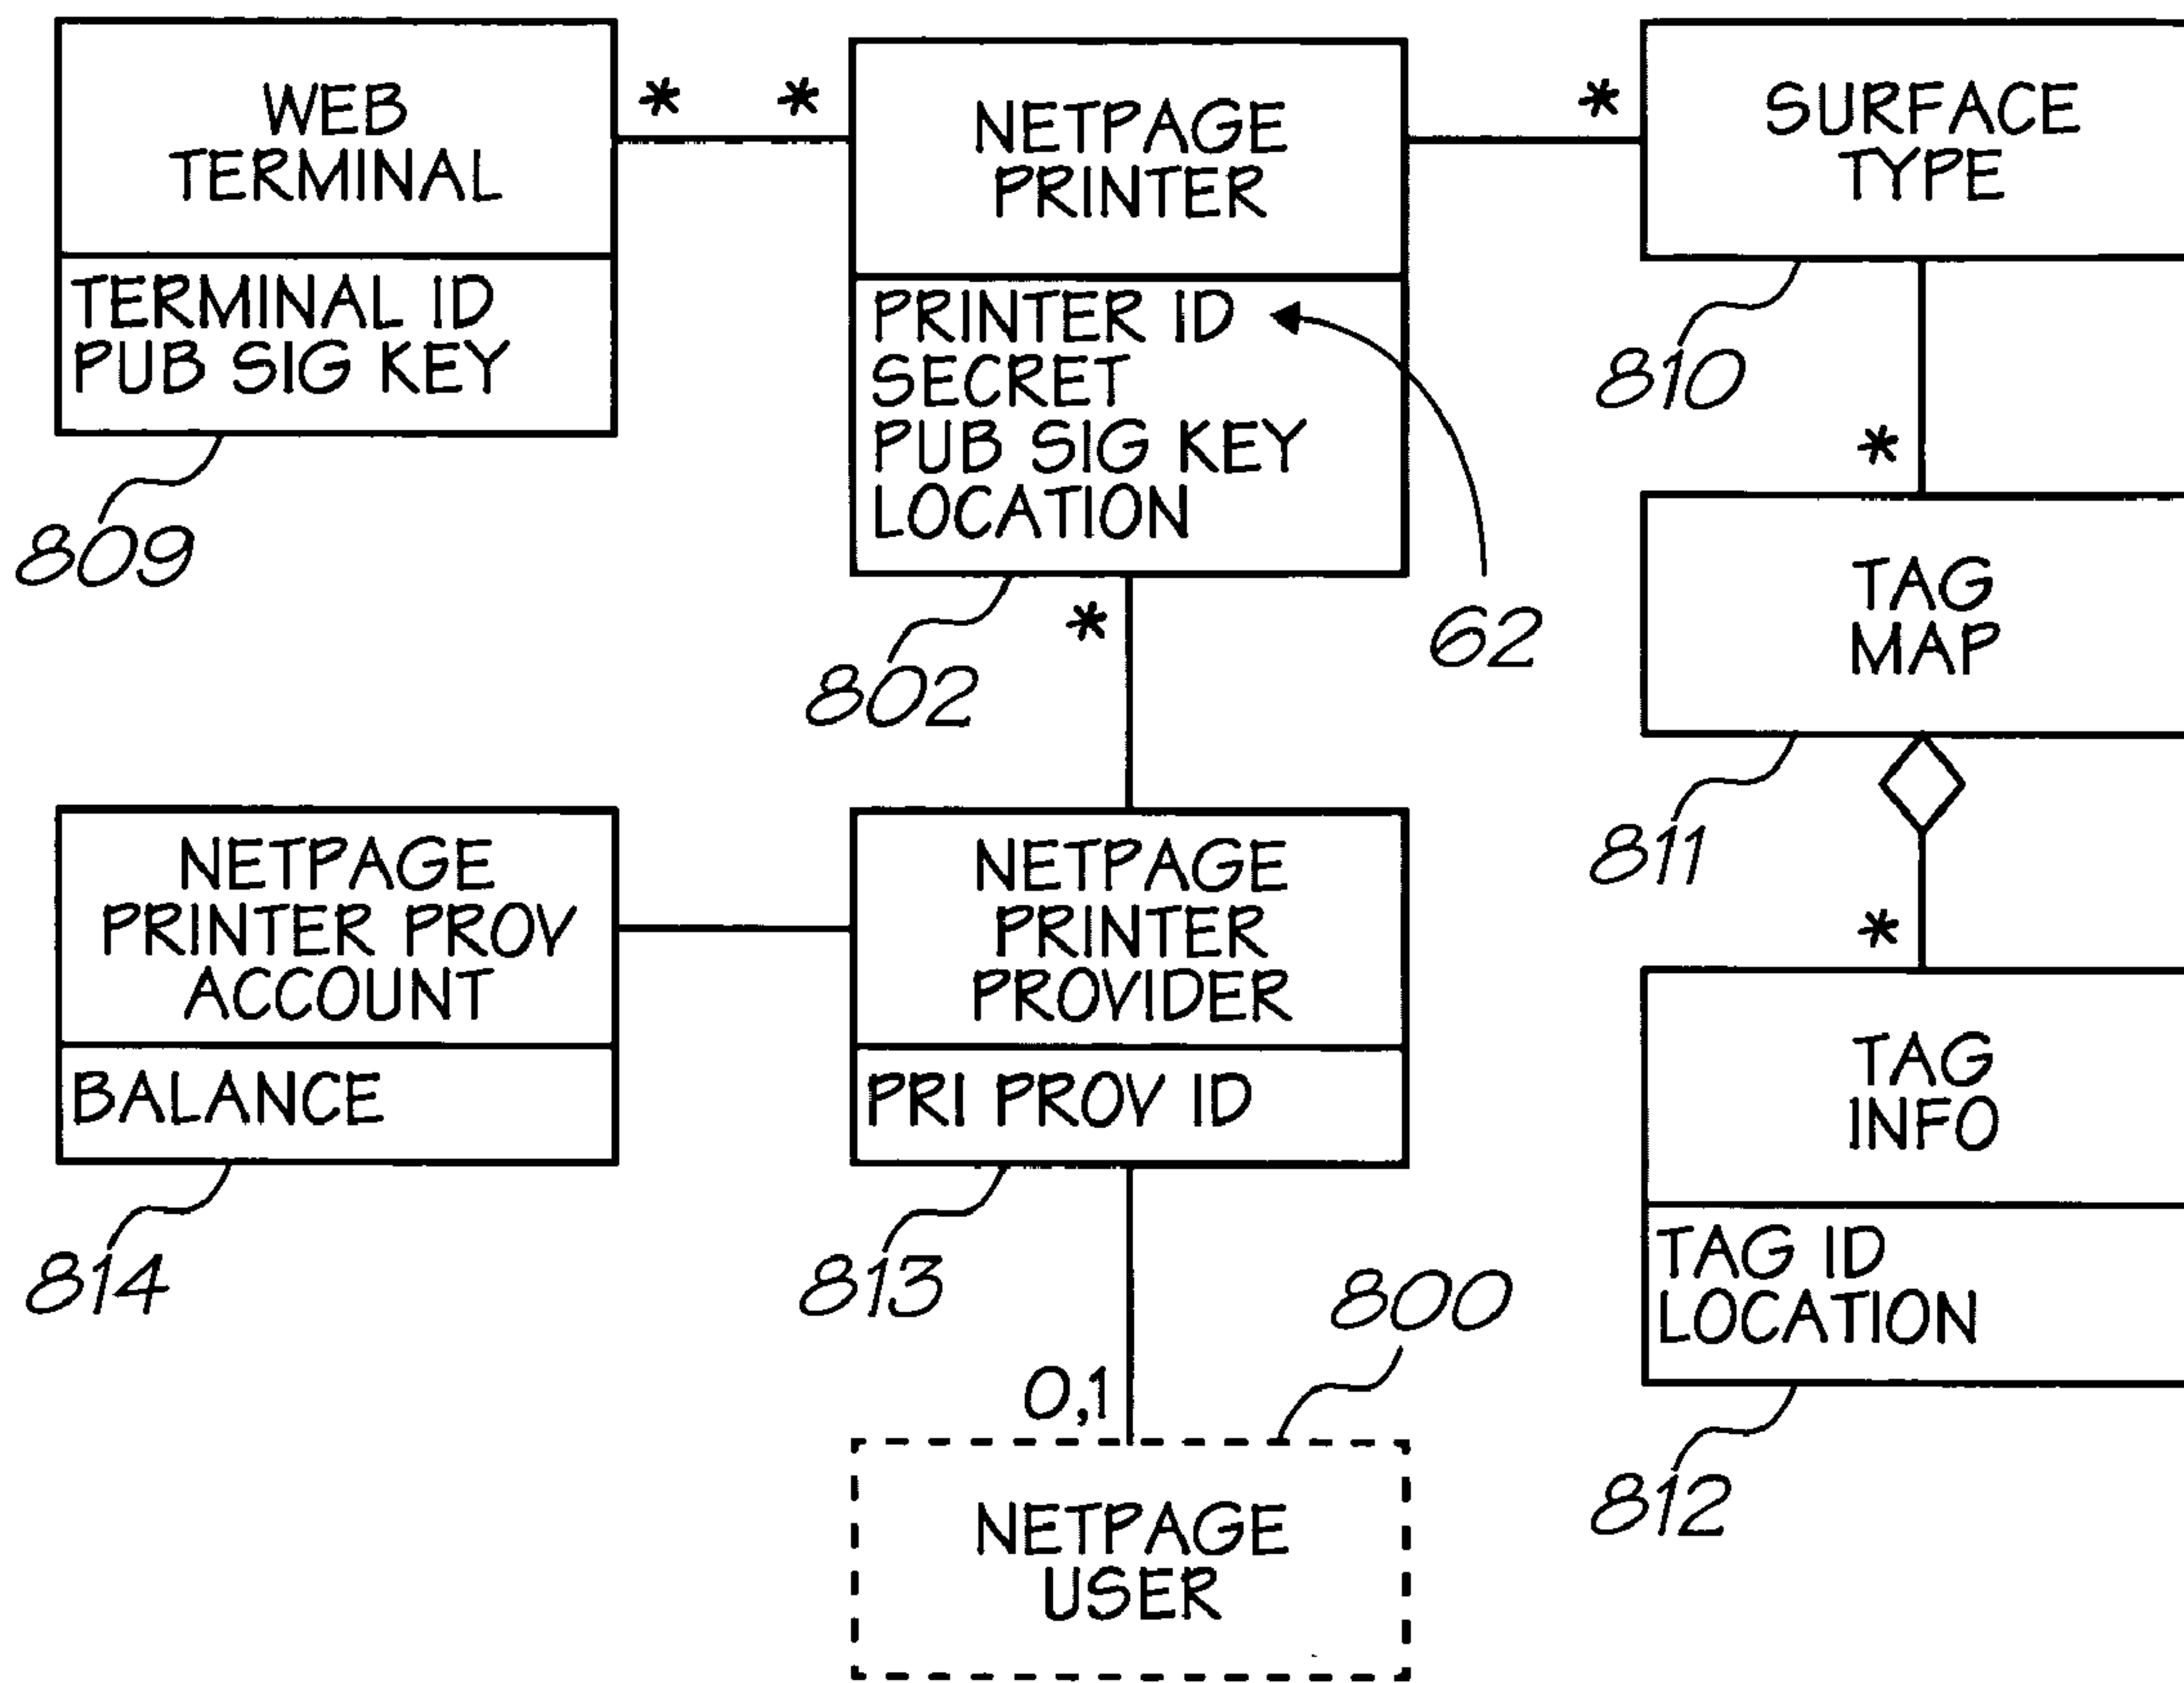 WEB
TERMINAL
TERMINAL ID
PUB SIG KEY
809
*
*
NETPAGE
PRINTER
PRINTER ID
SECRET
PUB SIG KEY
LOCATION
62
802
*
*
SURFACE
TYPE
810
*
TAG
MAP
811
*
NETPAGE
PRINTER PROV
ACCOUNT
BALANCE
814
NETPAGE
PRINTER
PROVIDER
PRI PROV ID
813
0,1
800
NETPAGE
USER
TAG
INFO
TAG ID
LOCATION
812